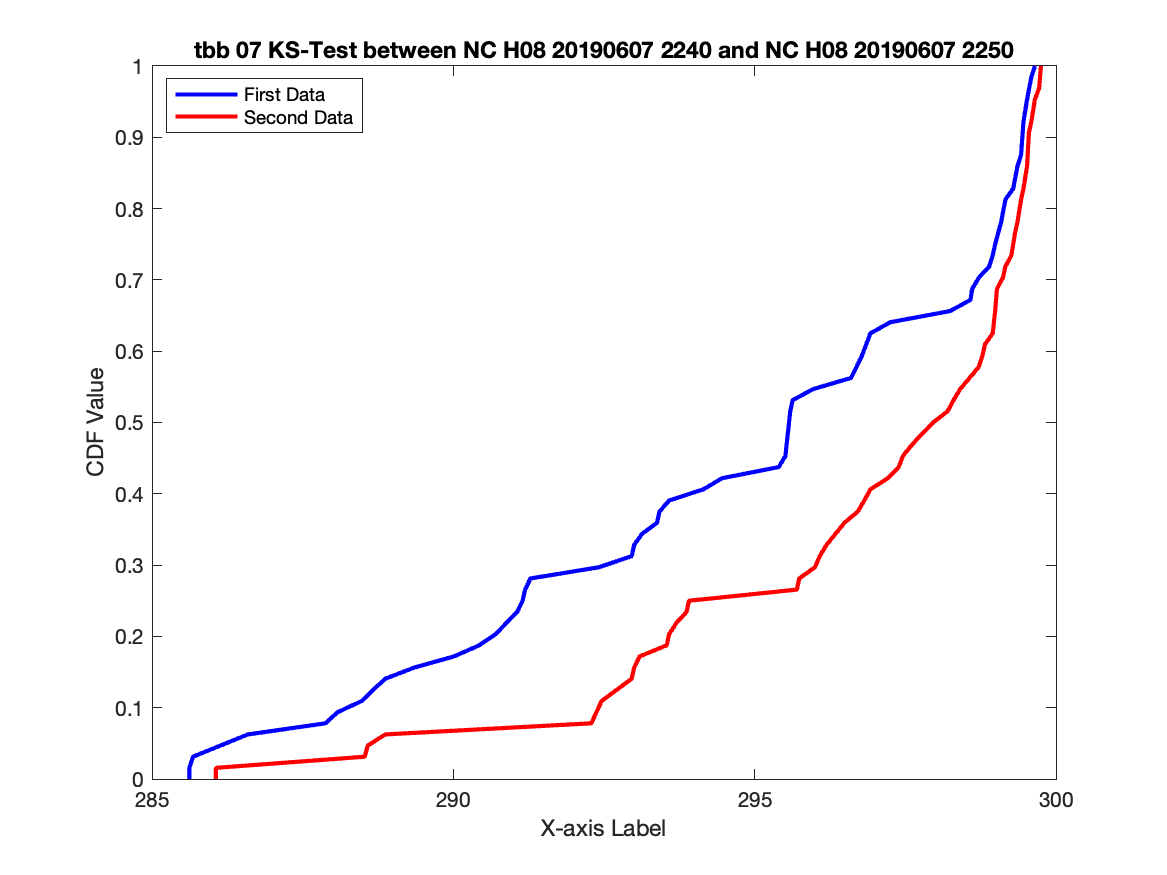 tbb 07 KS-Test between NC H08 20190607 2240 and NC H08 20190607 2250
First Data
Second Data
1
0.9
0.8
0.7
0.6
0.5
0.4
0.3
0.2
0.1
0
CDF Value
285 290 295 300
X-axis Label